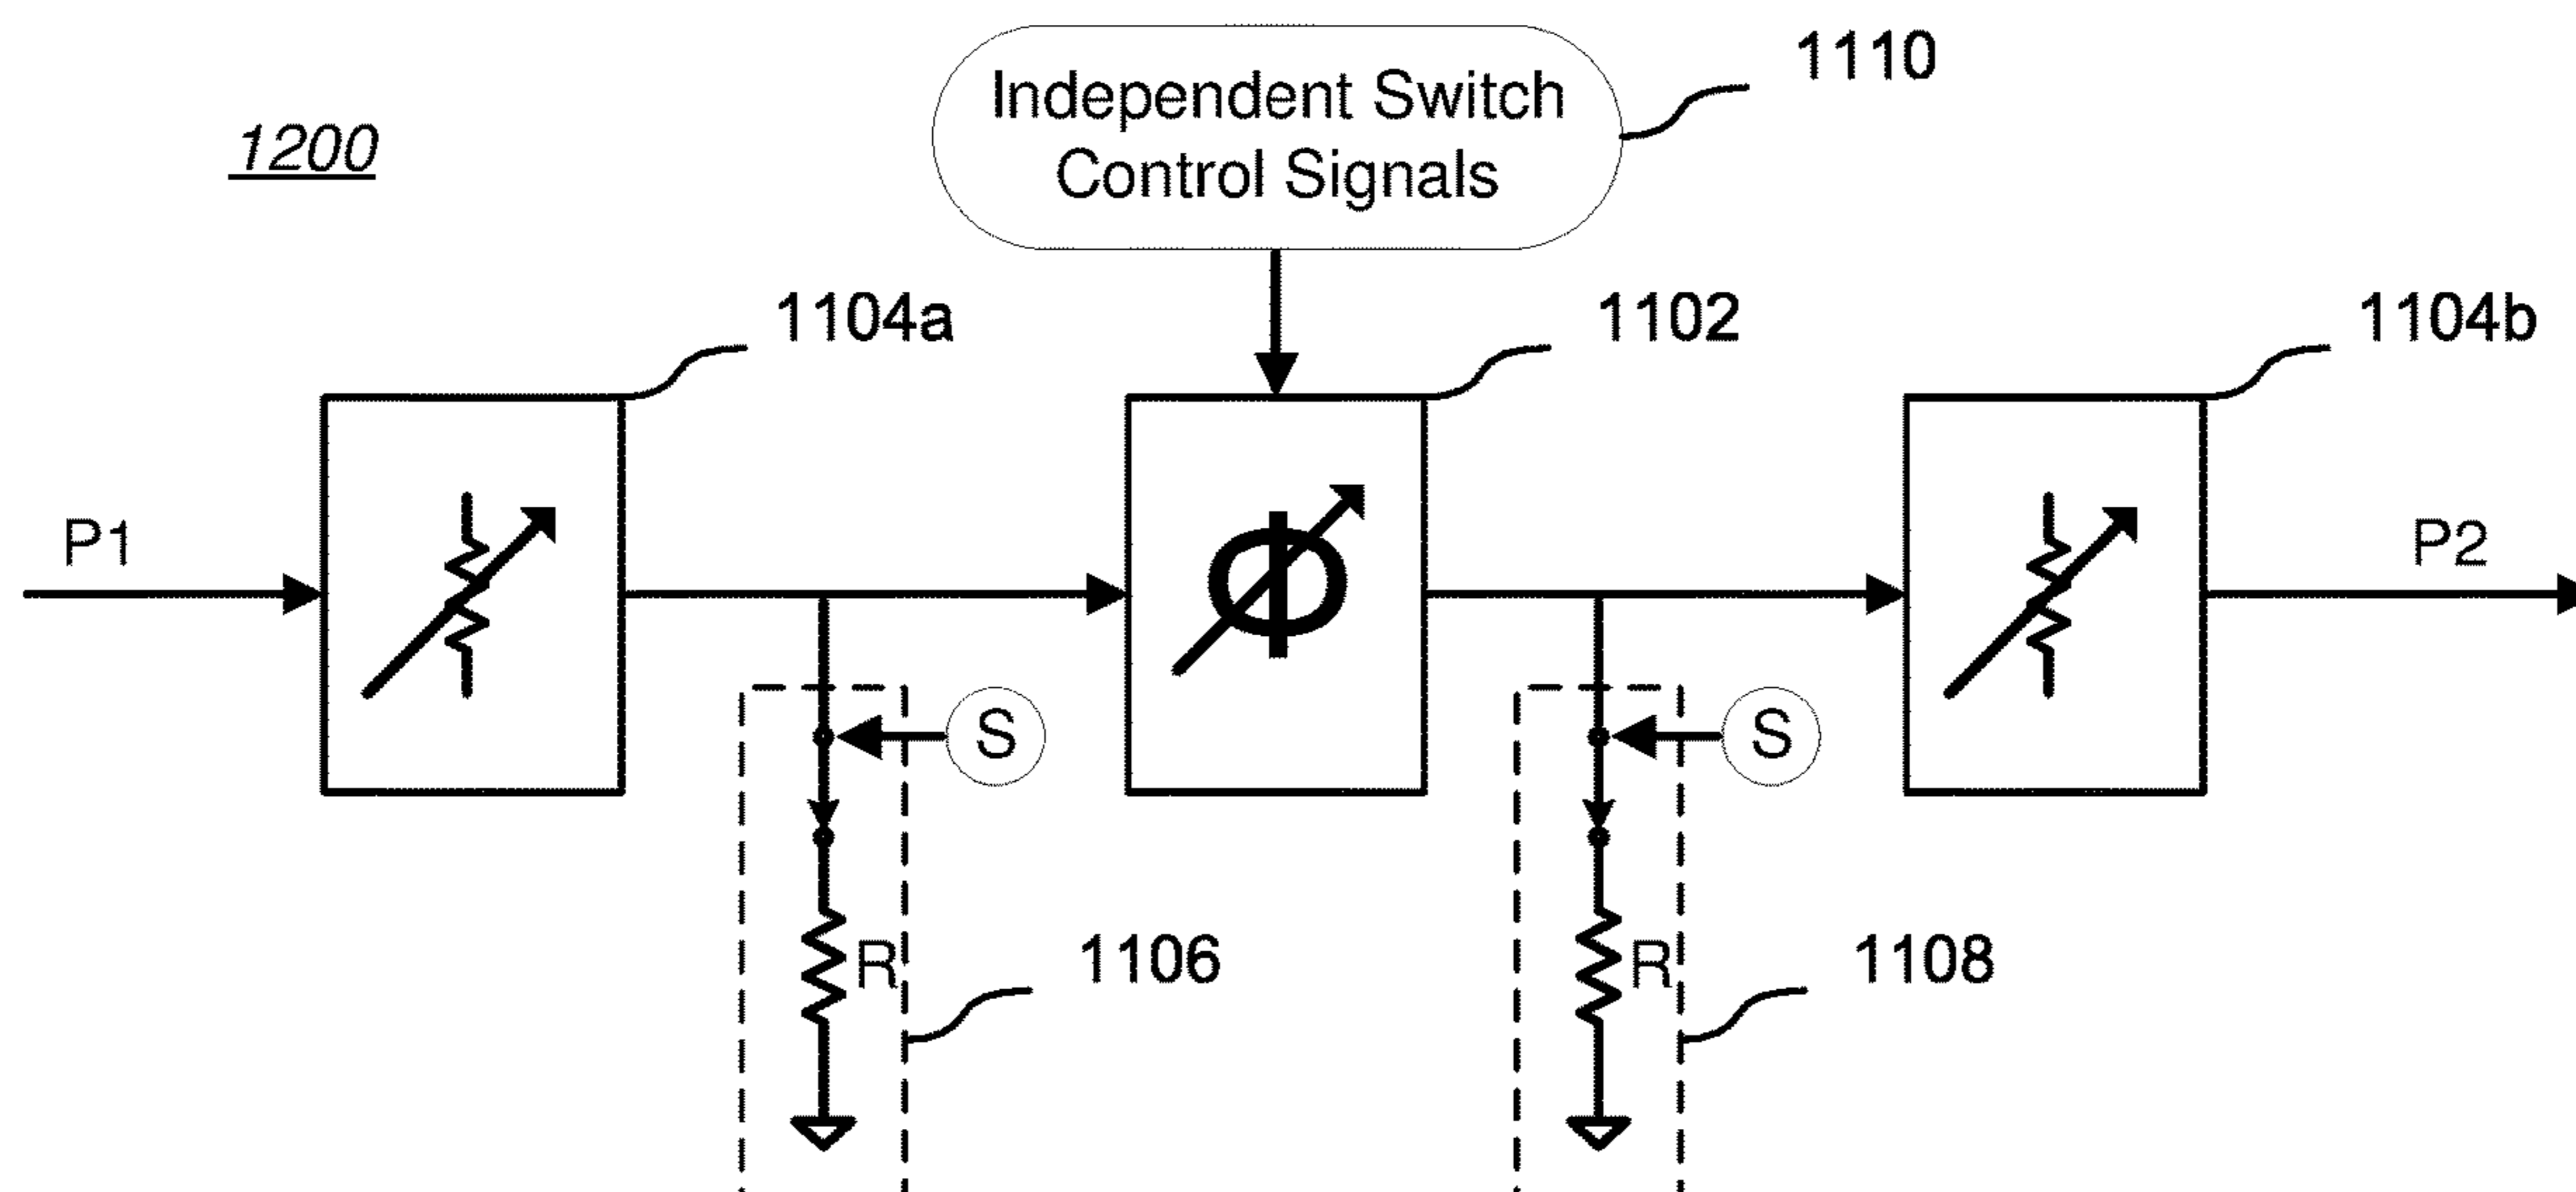 1110
Independent Switch
Control Signals
1200
1104a
1102
1104b
P1
Φ
P2
S
S
R
R
1106
1108